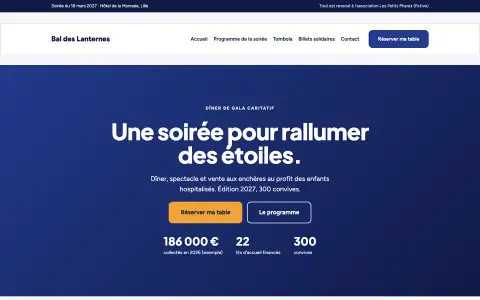 Soirée du 18 mars 2027 · Hôtel de la Monnaie, Lille
Tout est reversé à l'association Les Petits Phares (fictive)
Bal des Lanternes
Accueil
Programme de la soirée
Tombola
Billets solidaires
Contact
Réserver ma table
DÎNER DE GALA CARITATIF
Une soirée pour rallumer
des étoiles.
Dîner, spectacle et vente aux enchères au profit des enfants
hospitalisés. Édition 2027, 300 convives.
Réserver ma table
Le programme
186 000 €
22
300
collectés en 2026 (exemple)
lits d'accueil financés
convives